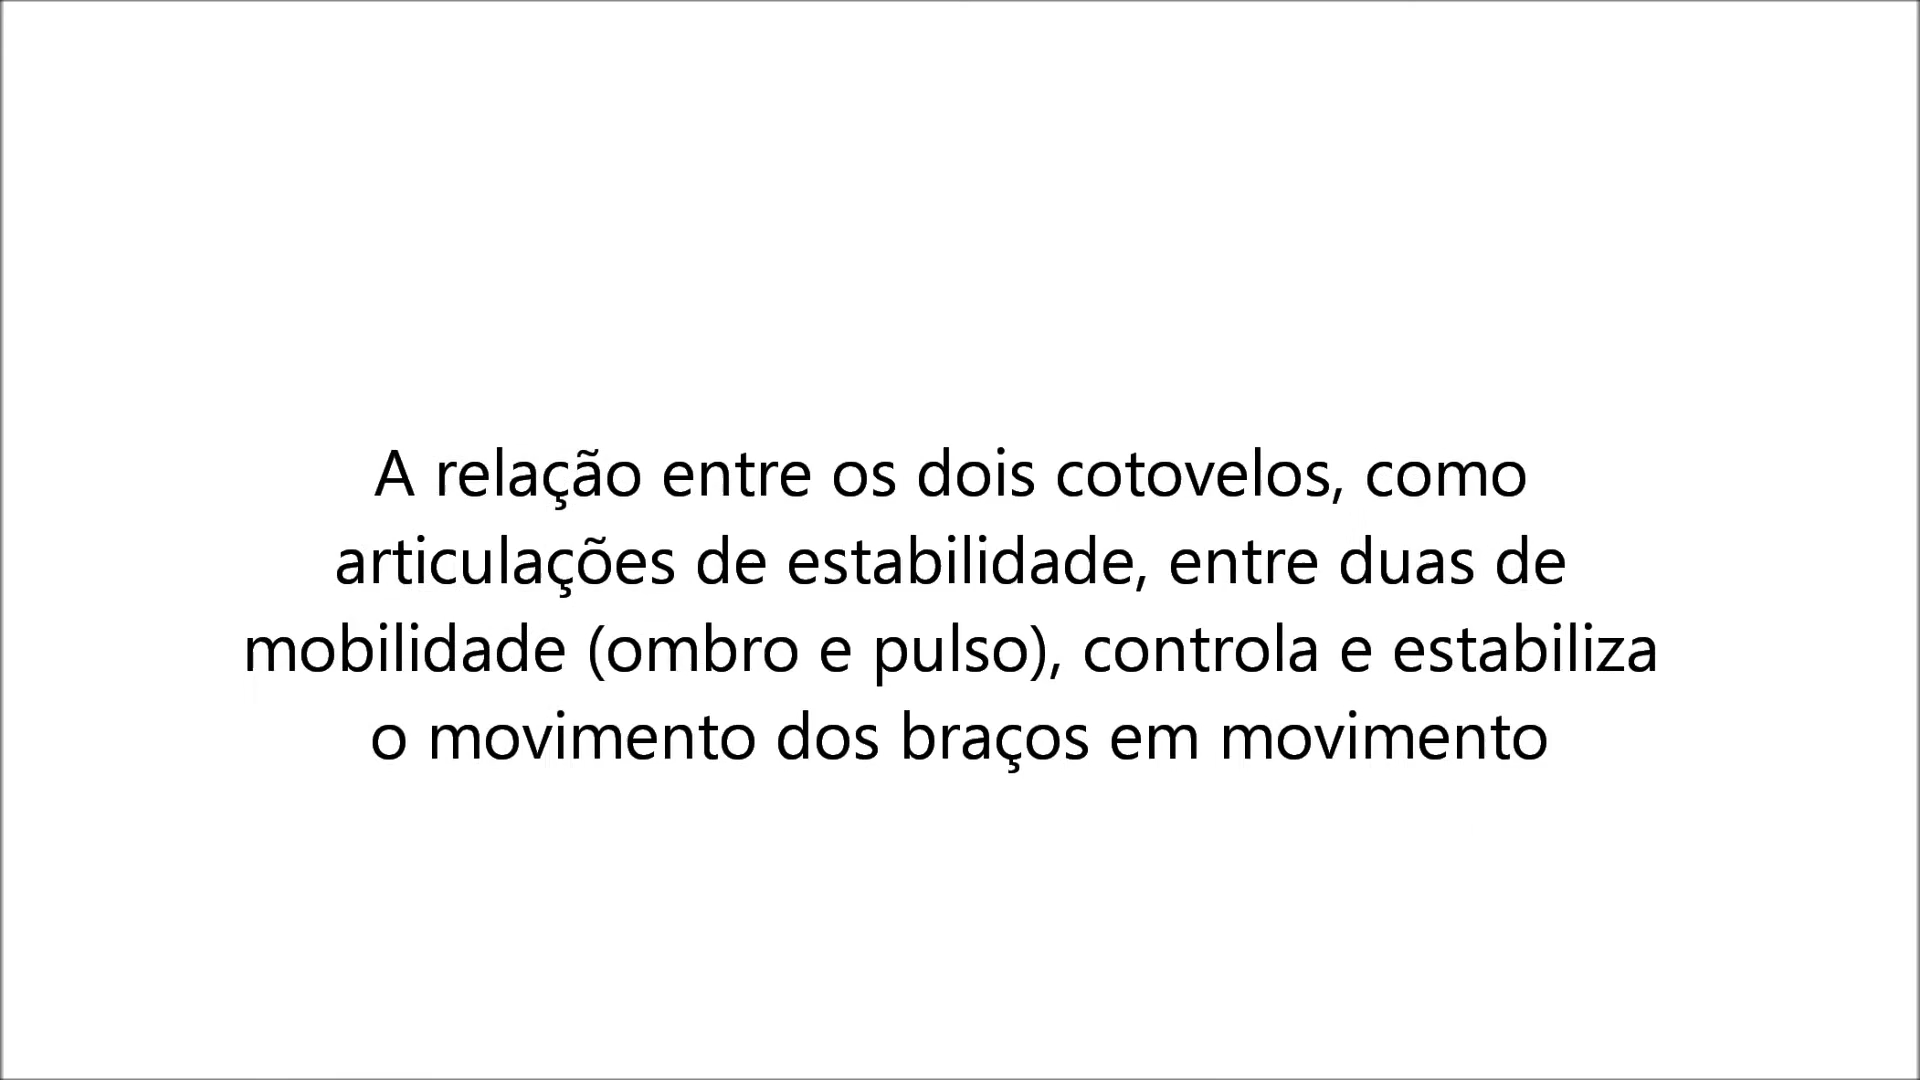 A relação entre os dois cotovelos, como
articulações de estabilidade, entre duas de
mobilidade (ombro e pulso), controla e estabiliza
o movimento dos braços em movimento